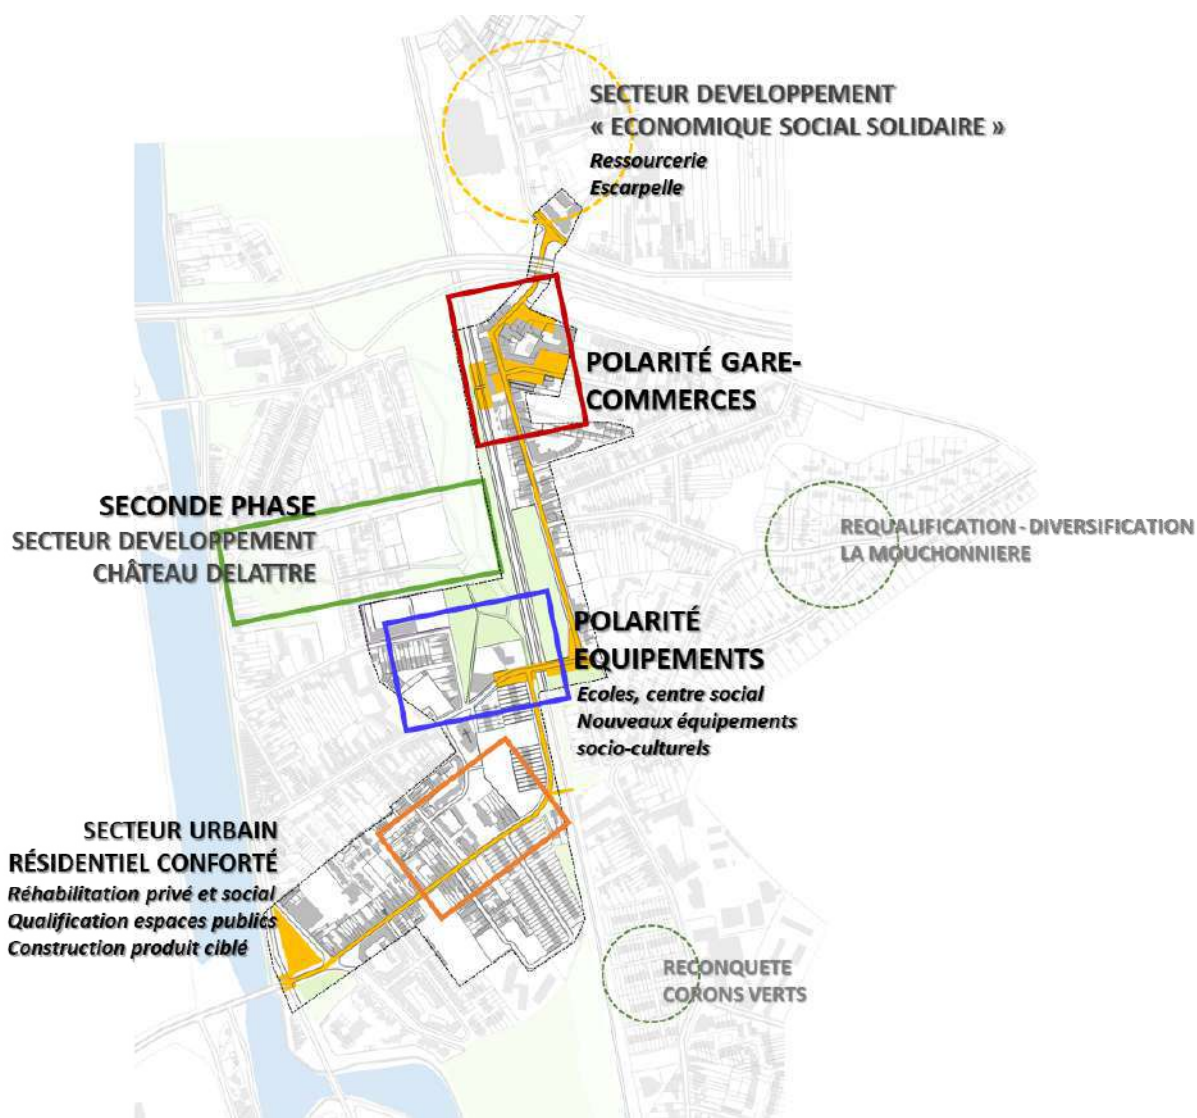 SECTEUR DEVELOPPEMENT
« ECONOMIQUE SOCIAL SOLIDAIRE »
Ressourcerie
Escarpelle
POLARITÉ GARE-
COMMERCES
SECONDE PHASE
SECTEUR DEVELOPPEMENT
CHÂTEAU DELATTRE
REQUALIFICATION - DIVERSIFICATION
LA MOUCHONNIERE
POLARITÉ
EQUIPEMENTS
Ecoles, centre social
Nouveaux équipements
socio-culturels
SECTEUR URBAIN
RÉSIDENTIEL CONFORTÉ
Réhabilitation privé et social
Qualification espaces publics
Construction produit ciblé
RECONQUETE
CORONS VERTS